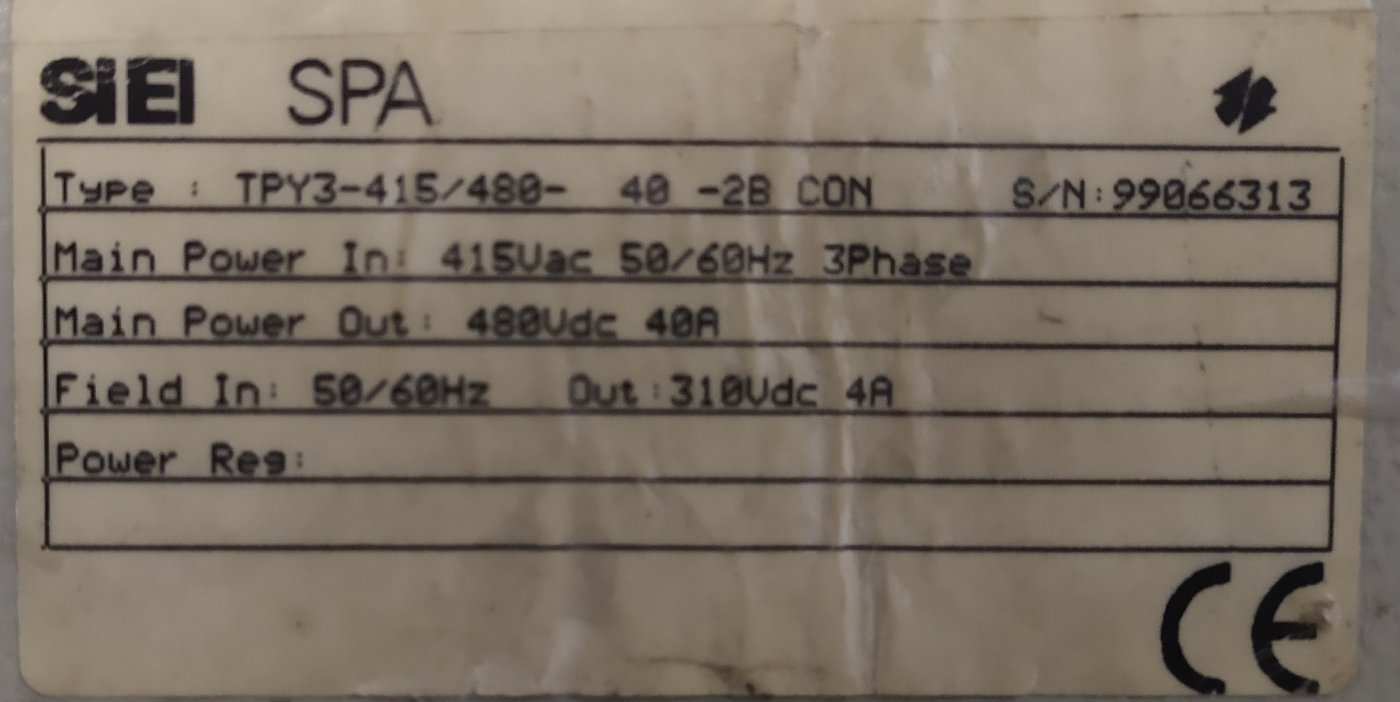 SIEI SPA
Type : TPY3-415/480- 40 -2B CON S/N:99066313
Main Power In: 415Vac 50/60Hz 3Phase
Main Power Out: 480Vdc 40A
Field In: 50/60Hz Out:310Vdc 4A
Power Reg:
CE